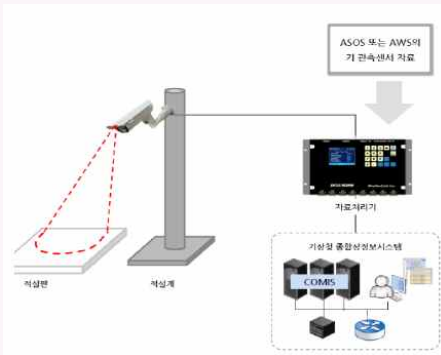 ASOS 또는 AWS의
기 관측센서 자료
자료처리기
적설판
적설계
기상청 종합상정보시스템
COMIS